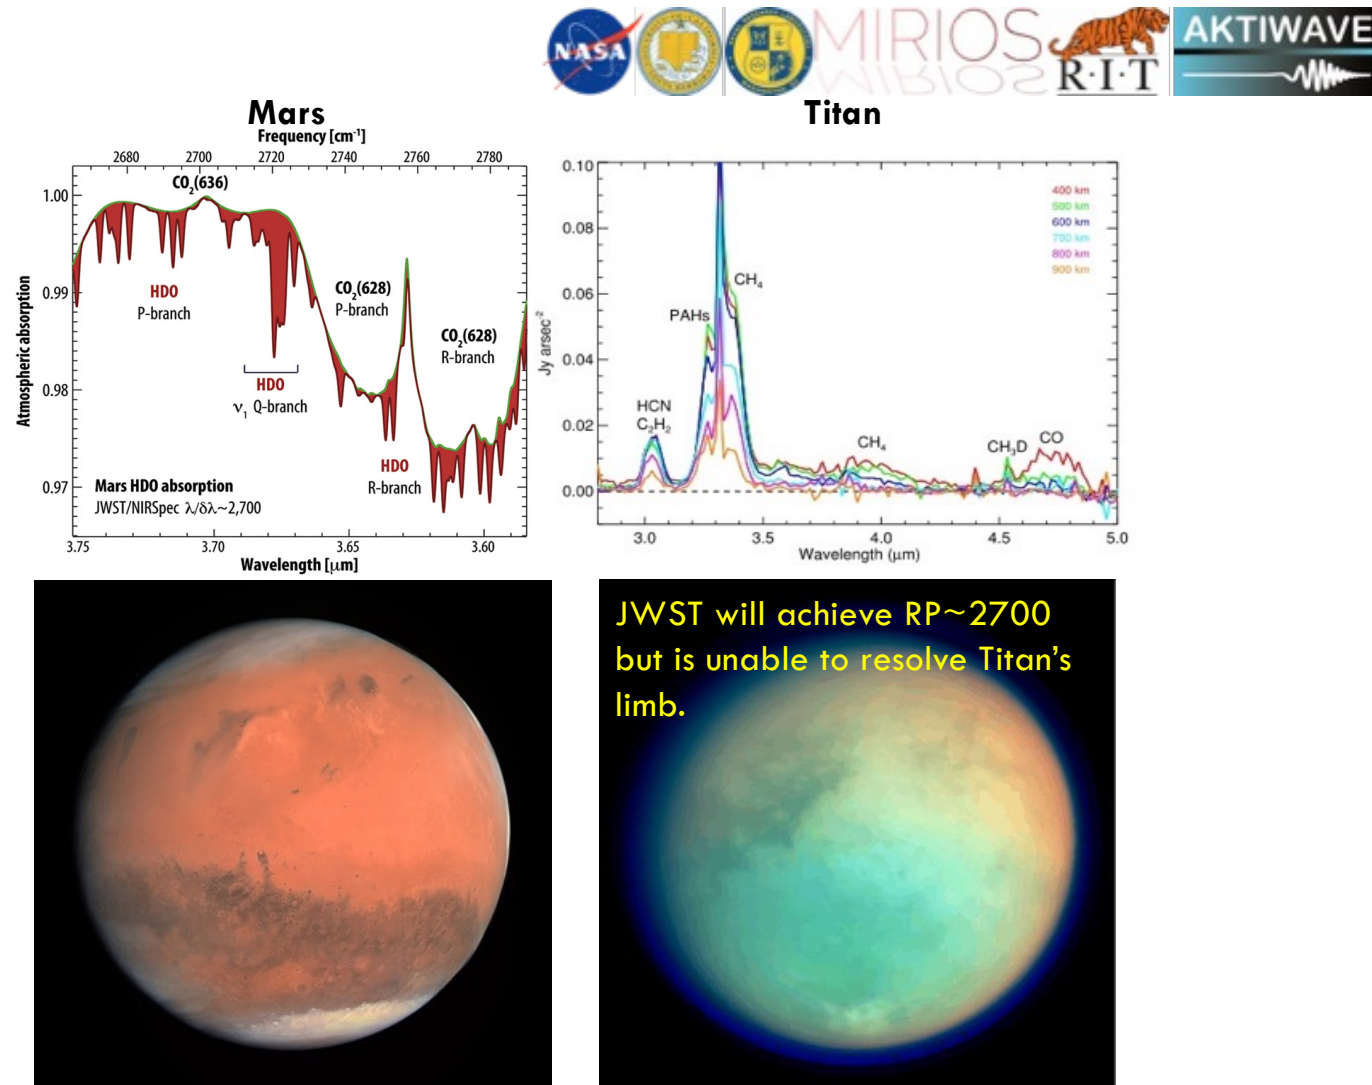 NASA
MIRIOS
R·I·T
AKTIWAVE
Mars
Titan
Frequency [cm⁻¹]
2680 2700 2720 2740 2760 2780
CO₂(636)
1.00
0.99
0.98
0.97
Atmospheric absorption
HDO
P-branch
HDO
ν₁ Q-branch
CO₂(628)
P-branch
CO₂(628)
R-branch
HDO
R-branch
Mars HDO absorption
JWST/NIRSpec λ/δλ~2,700
3.75 3.70 3.65 3.60
Wavelength [μm]
0.10
0.08
0.06
0.04
0.02
0.00
Jy arsec⁻²
400 km
500 km
600 km
700 km
800 km
900 km
CH₄
PAHs
HCN
C₂H₂
CH₄
CH₃D
CO
3.0 3.5 4.0 4.5 5.0
Wavelength (μm)
JWST will achieve RP~2700
but is unable to resolve Titan's
limb.